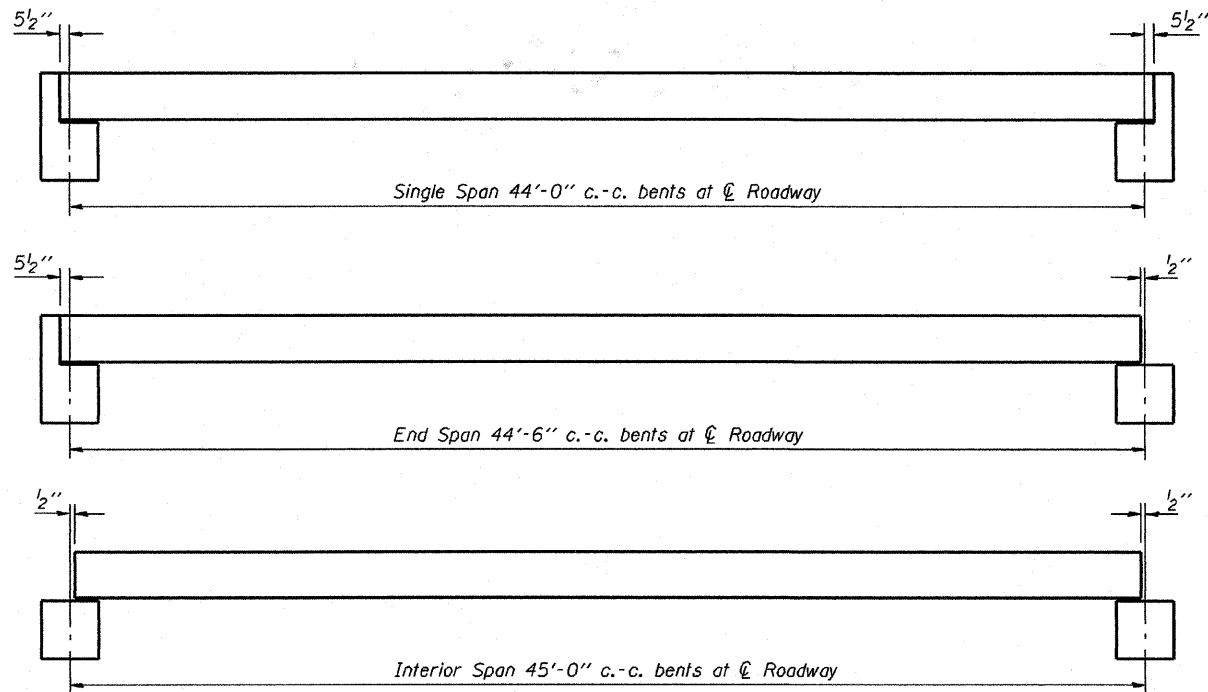 5½" 5½"
Single Span 44'-0" c.-c. bents at ℄ Roadway
5½" ½"
End Span 44'-6" c.-c. bents at ℄ Roadway
½" ½"
Interior Span 45'-0" c.-c. bents at ℄ Roadway